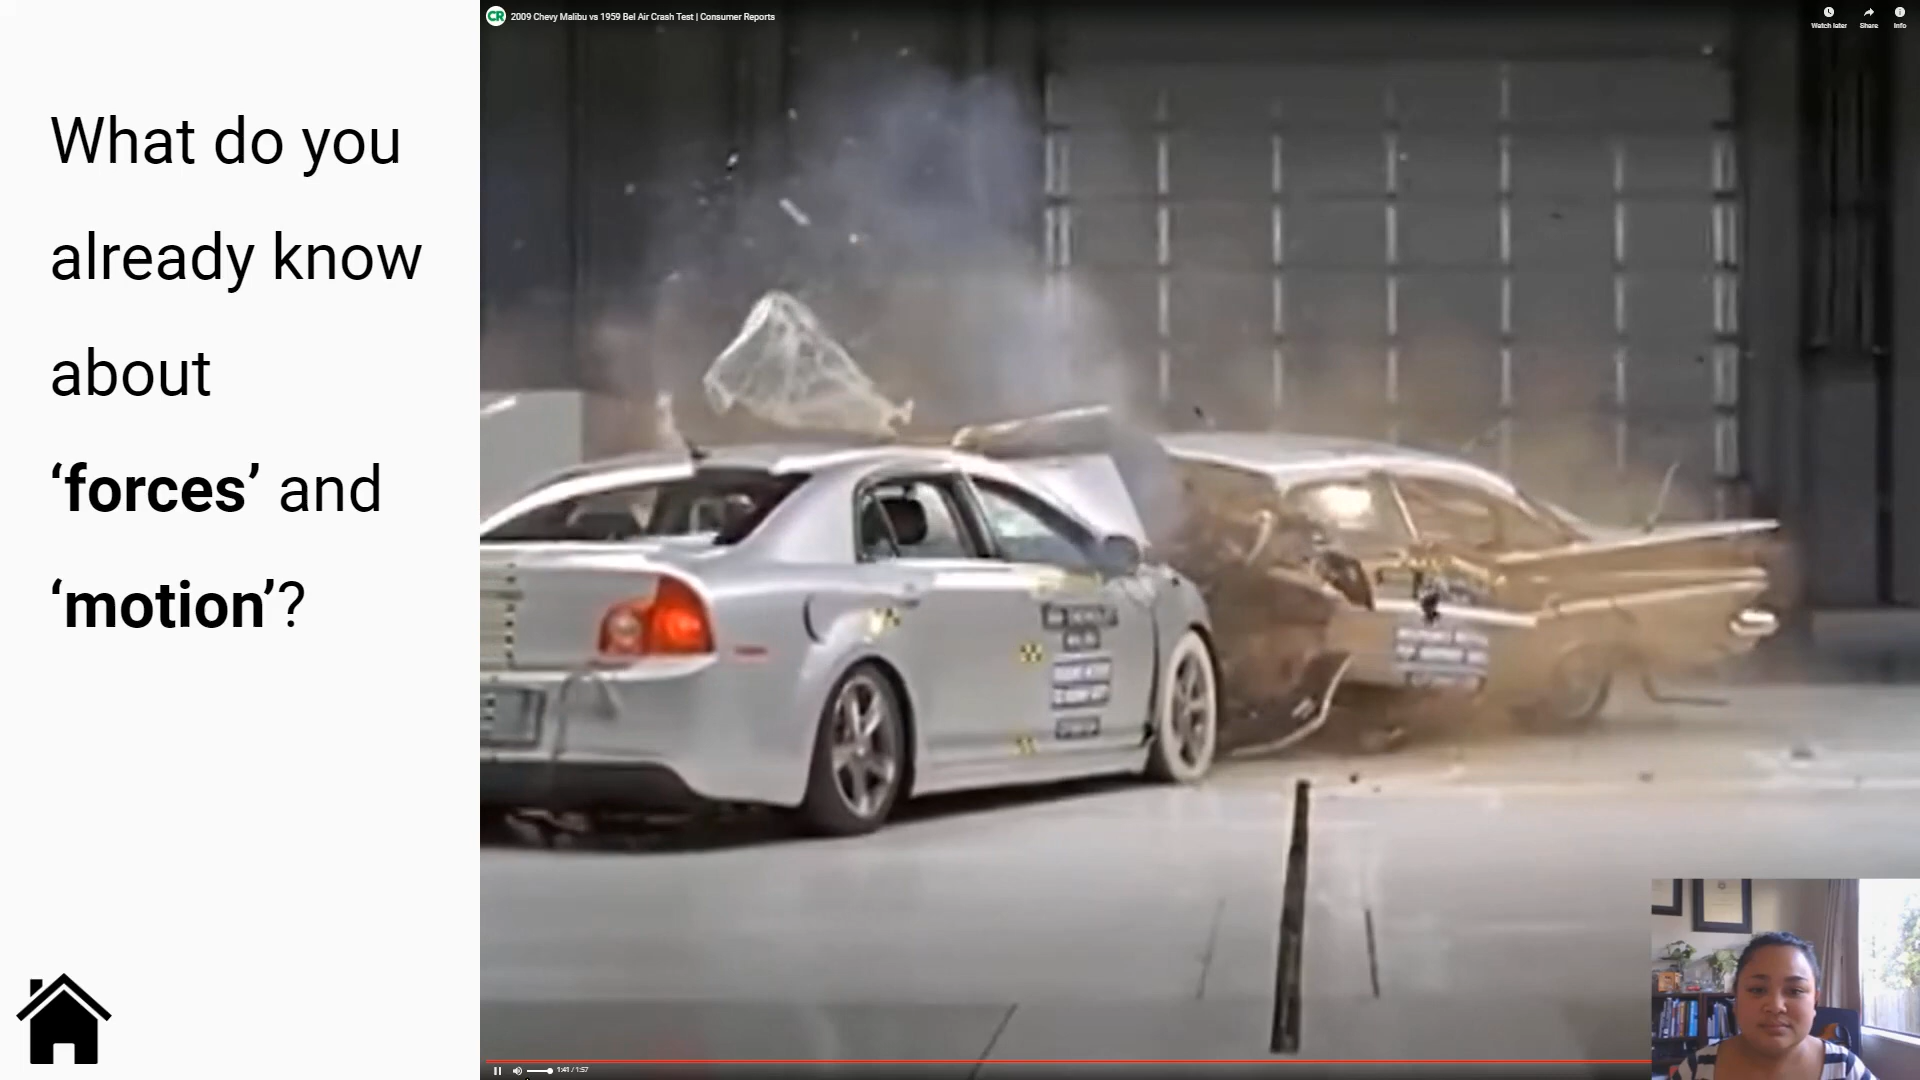 CR
2009 Chevy Malibu vs 1959 Bel Air Crash Test | Consumer Reports
Watch later
Share
Info
What do you
already know
about
‘forces’ and
‘motion’?
1:41 / 1:57